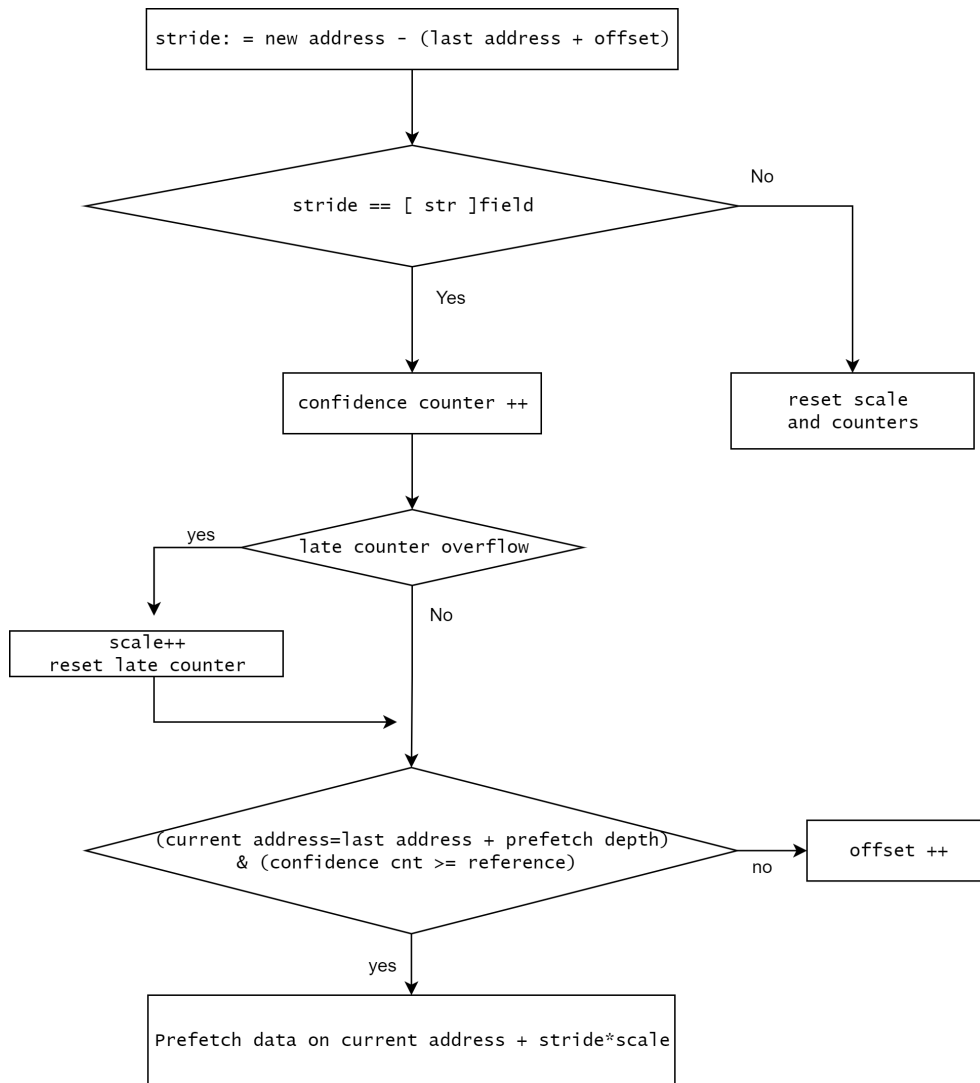 stride: = new address - (last address + offset)
No
stride == [ str ]field
Yes
confidence counter ++
reset scale
and counters
yes
late counter overflow
No
scale++
reset late counter
(current address=last address + prefetch depth)
& (confidence cnt >= reference)
offset ++
no
yes
Prefetch data on current address + stride*scale